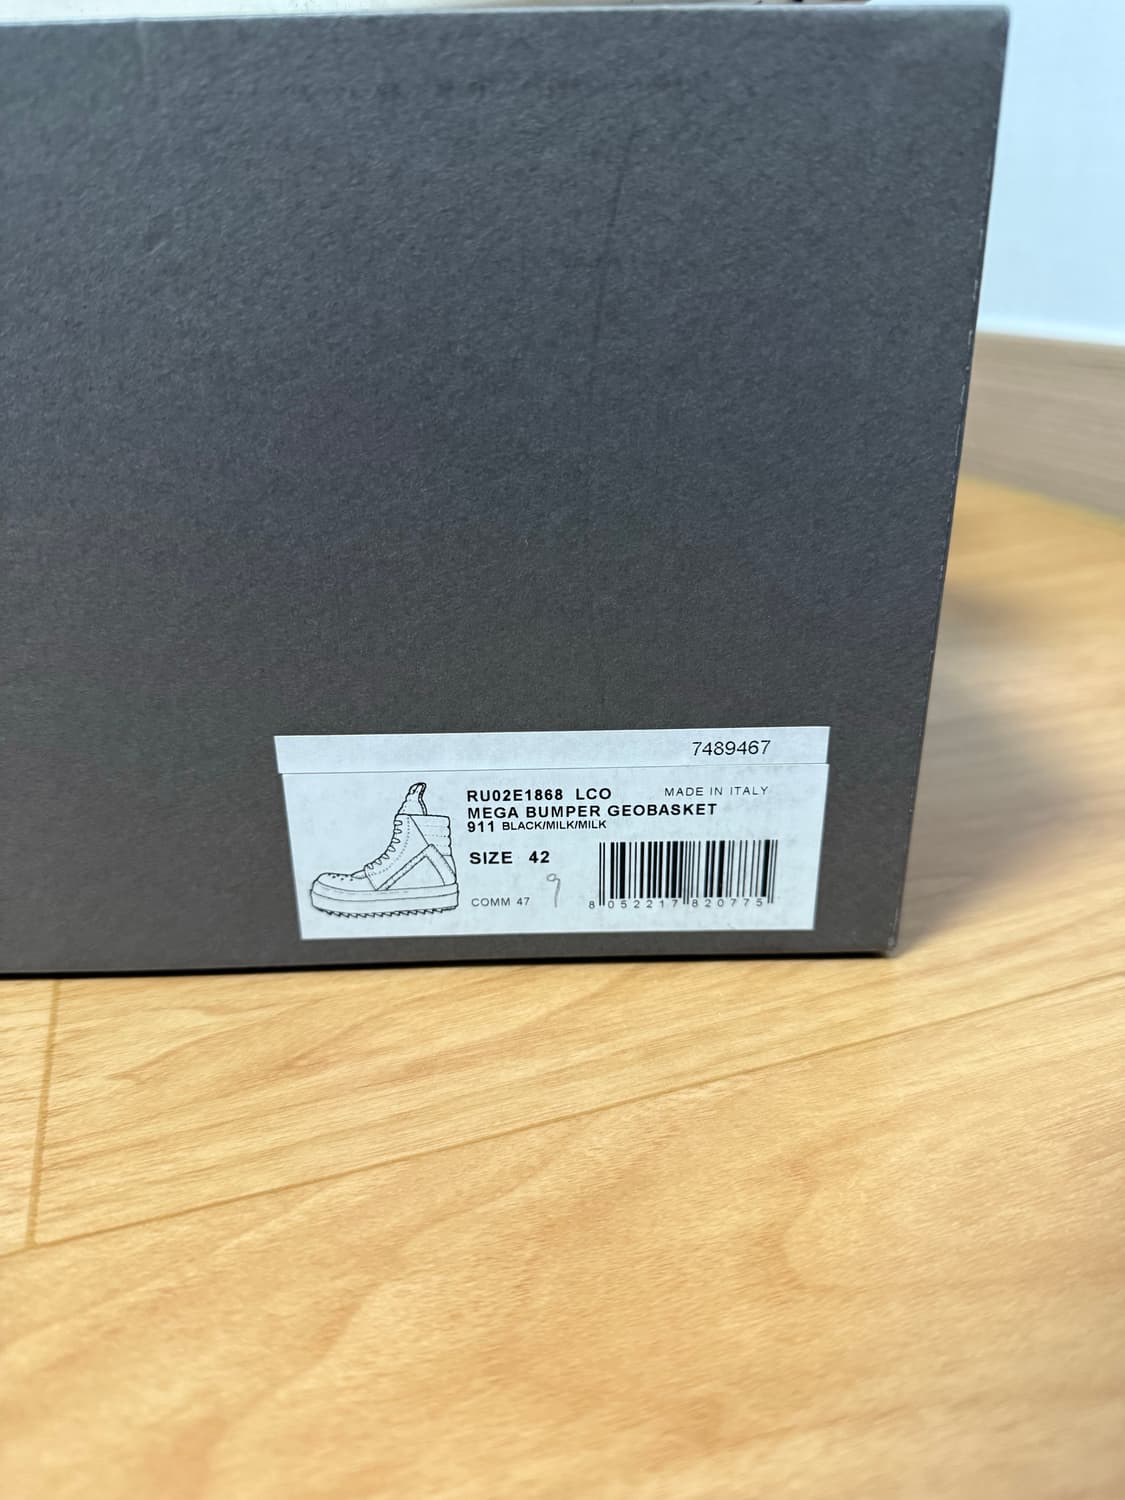 7489467
RU02E1868 LCO MADE IN ITALY
MEGA BUMPER GEOBASKET
911 BLACK/MILK/MILK
SIZE 42
COMM 47 9
8 052217 820775